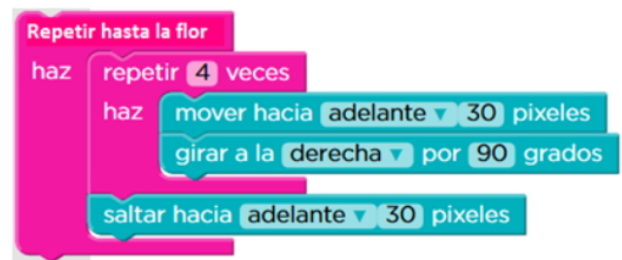 Repetir hasta la flor
haz repetir 4 veces
haz mover hacia adelante 30 pixeles
girar a la derecha por 90 grados
saltar hacia adelante 30 pixeles